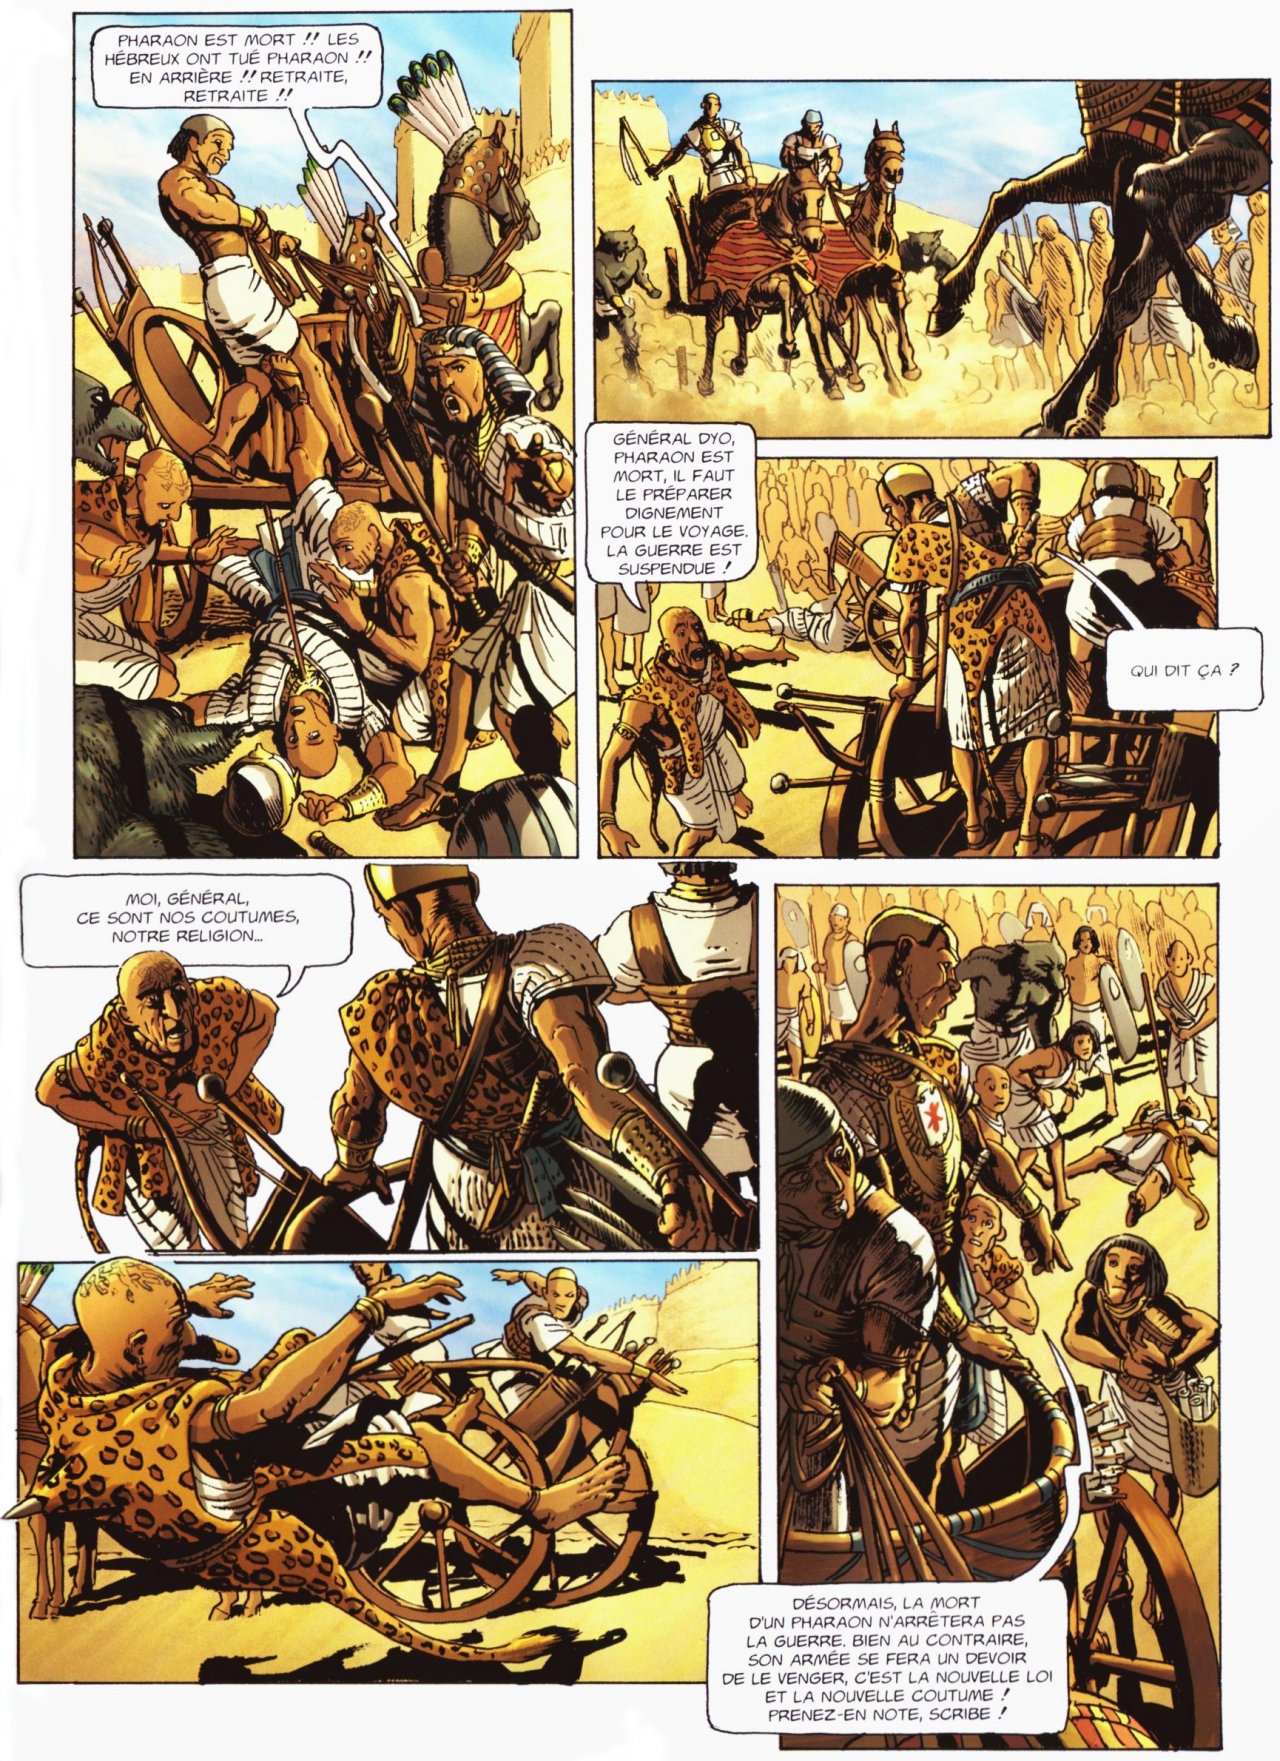 PHARAON EST MORT !! LES
HÉBREUX ONT TUÉ PHARAON !!
EN ARRIÈRE !! RETRAITE,
RETRAITE !!
GÉNÉRAL DYO,
PHARAON EST
MORT, IL FAUT
LE PRÉPARER
DIGNEMENT
POUR LE VOYAGE.
LA GUERRE EST
SUSPENDUE !
QUI DIT ÇA ?
MOI, GÉNÉRAL,
CE SONT NOS COUTUMES,
NOTRE RELIGION...
DÉSORMAIS, LA MORT
D'UN PHARAON N'ARRÊTERA PAS
LA GUERRE. BIEN AU CONTRAIRE,
SON ARMÉE SE FERA UN DEVOIR
DE LE VENGER, C'EST LA NOUVELLE LOI
ET LA NOUVELLE COUTUME !
PRENEZ-EN NOTE, SCRIBE !